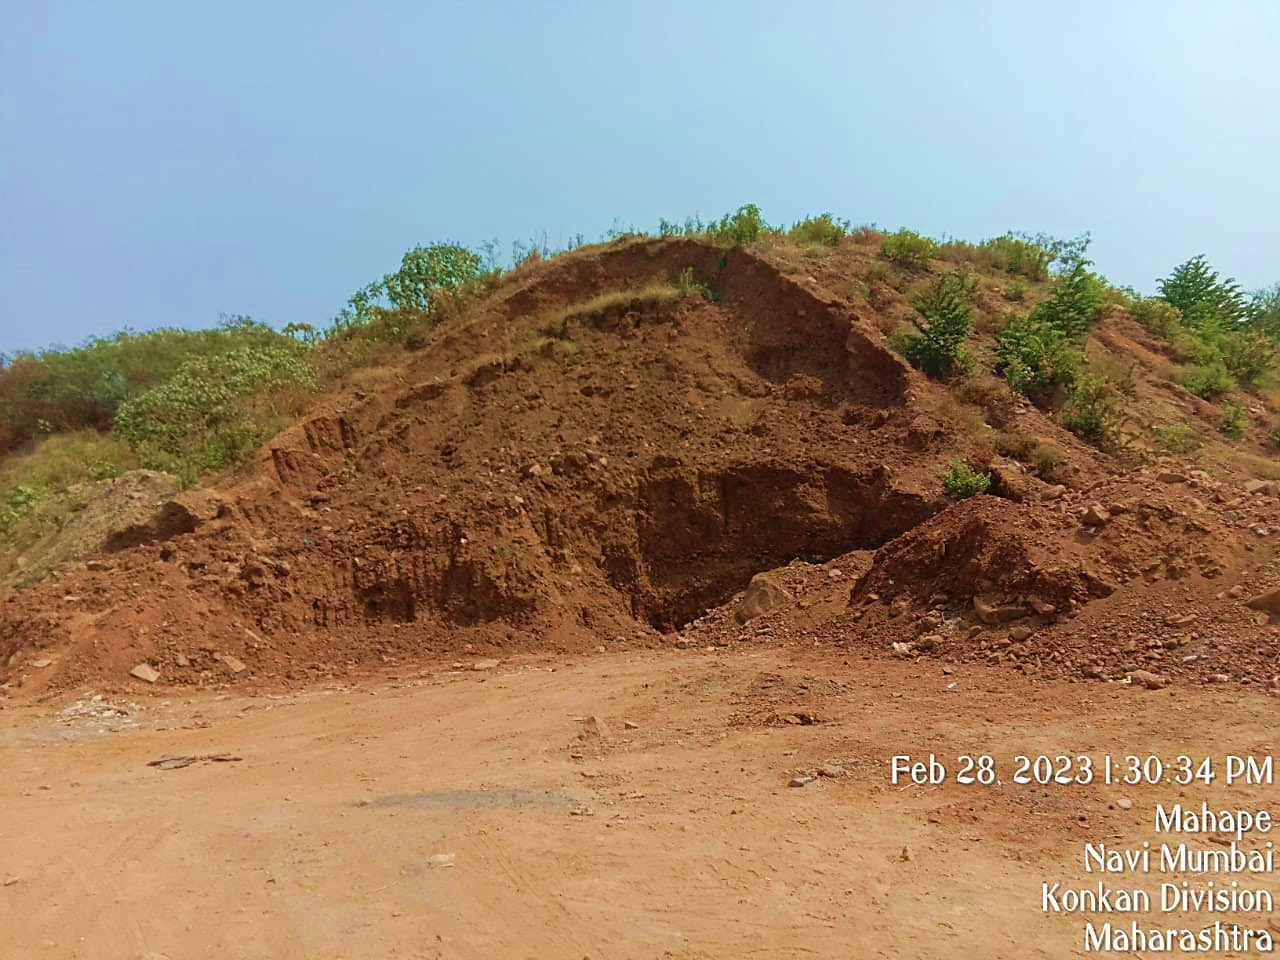 Feb 28, 2023 1:30:34 PM
Mahape
Navi Mumbai
Konkan Division
Maharashtra